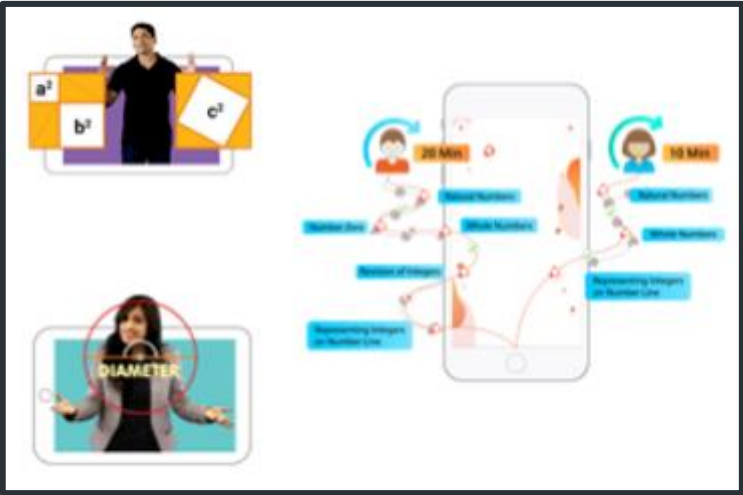 a²
b²
c²
DIAMETER
20 Min
Natural Numbers
Number Zero
Whole Numbers
Revision of Integers
Representing Integers
on Number Line
10 Min
Natural Numbers
Whole Numbers
Representing Integers
on Number Line